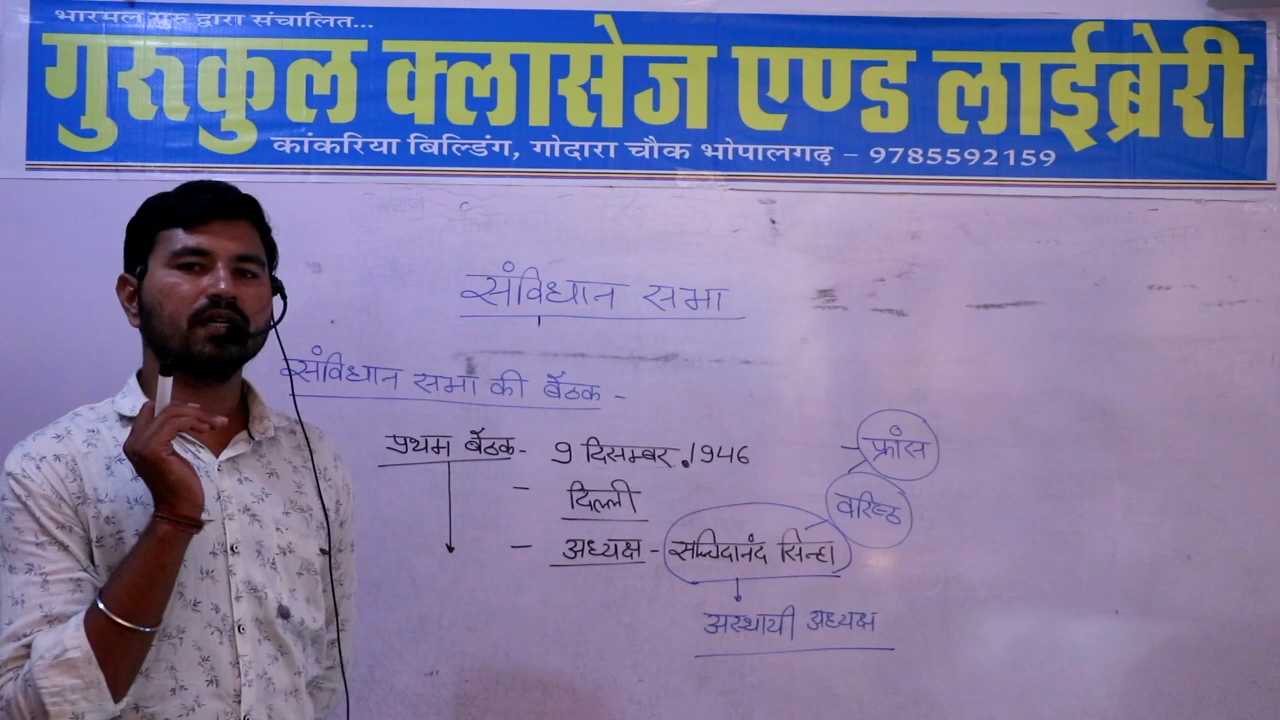 भारमल गुरु द्वारा संचालित...
गुरुकुल क्लासेज एण्ड लाईब्रेरी
कांकरिया बिल्डिंग, गोदारा चौक भोपालगढ़ – 9785592159
संविधान सभा
संविधान सभा की बैठक -
प्रथम बैठक - 9 दिसम्बर, 1946
- फ्रांस
- दिल्ली
वरिष्ठ
- अध्यक्ष - सच्चिदानंद सिन्हा
अस्थायी अध्यक्ष